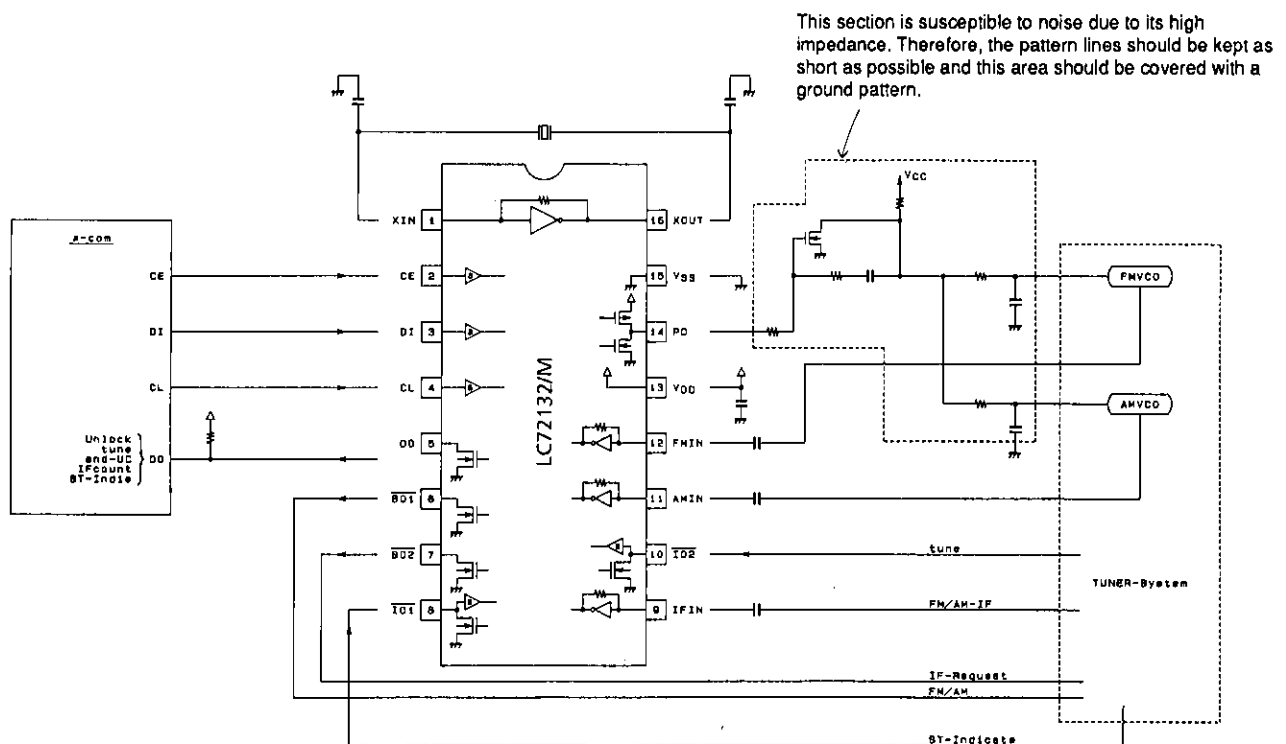 This section is susceptible to noise due to its high
impedance. Therefore, the pattern lines should be kept as
short as possible and this area should be covered with a
ground pattern.
VCC
XIN 1
16 XOUT
μ-com
CE
CE 2
15 VSS
DI
DI 3
14 PD
CL
CL 4
13 VDD
FMVCO
AMVCO
Unlock
tune
end-UC
IFcount
ST-Indic
DO
DO 5
12 FMIN
BO1 6
11 AMIN
BO2 7
10 IO2
tune
IO1 8
9 IFIN
FM/AM-IF
LC72132/M
TUNER-System
IF-Request
FM/AM
ST-Indicate